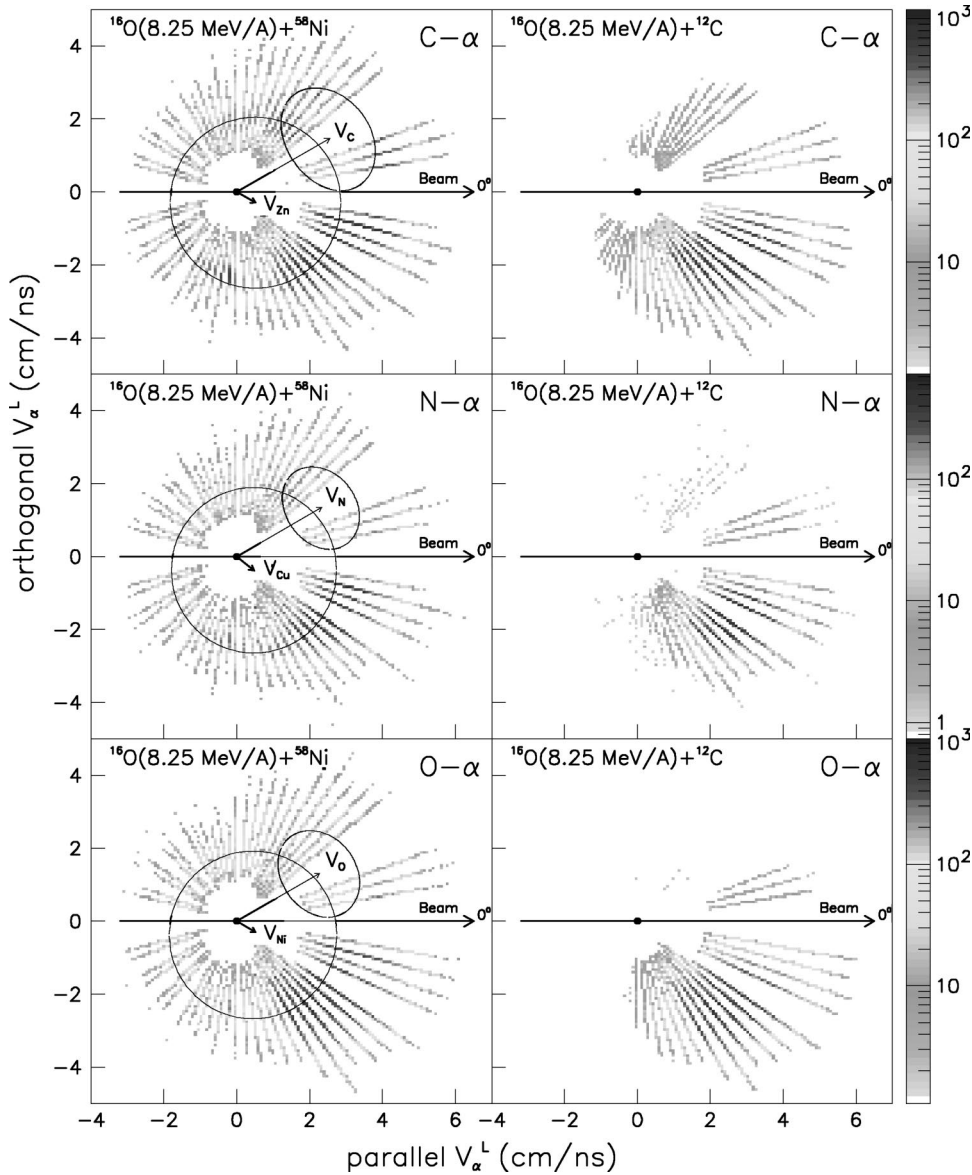 ¹⁶O(8.25 MeV/A)+⁵⁸Ni
C−α
4
2
0
−2
−4
V_C
V_Zn
Beam
0°
¹⁶O(8.25 MeV/A)+¹²C
C−α
Beam
0°
10³
10²
10
¹⁶O(8.25 MeV/A)+⁵⁸Ni
N−α
4
2
0
−2
−4
V_N
V_Cu
Beam
0°
¹⁶O(8.25 MeV/A)+¹²C
N−α
Beam
0°
10²
10
1
¹⁶O(8.25 MeV/A)+⁵⁸Ni
O−α
4
2
0
−2
−4
V_O
V_Ni
Beam
0°
¹⁶O(8.25 MeV/A)+¹²C
O−α
Beam
0°
10³
10²
10
−4 −2 0 2 4 6
−4 −2 0 2 4 6
orthogonal V_α^L (cm/ns)
parallel V_α^L (cm/ns)